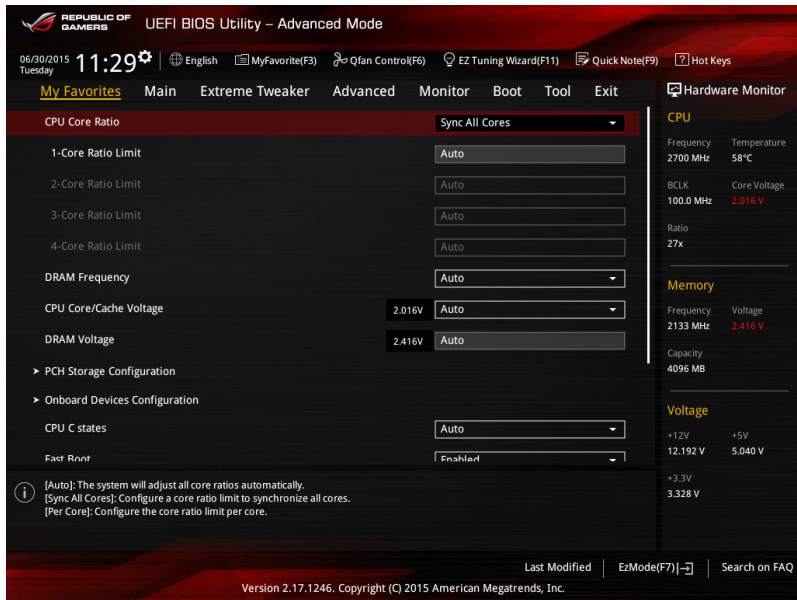 REPUBLIC OF
GAMERS
UEFI BIOS Utility – Advanced Mode
06/30/2015
Tuesday
11:29
English
MyFavorite(F3)
Qfan Control(F6)
EZ Tuning Wizard(F11)
Quick Note(F9)
? Hot Keys
My Favorites
Main
Extreme Tweaker
Advanced
Monitor
Boot
Tool
Exit
Hardware Monitor
CPU Core Ratio
Sync All Cores
1-Core Ratio Limit
Auto
2-Core Ratio Limit
Auto
3-Core Ratio Limit
Auto
4-Core Ratio Limit
Auto
DRAM Frequency
Auto
CPU Core/Cache Voltage
2.016V
Auto
DRAM Voltage
2.416V
Auto
PCH Storage Configuration
Onboard Devices Configuration
CPU C states
Auto
Fast Boot
Enabled
CPU
Frequency Temperature
2700 MHz 58°C
BCLK Core Voltage
100.0 MHz 2.016 V
Ratio
27x
Memory
Frequency Voltage
2133 MHz 2.416 V
Capacity
4096 MB
Voltage
+12V +5V
12.192 V 5.040 V
+3.3V
3.328 V
[Auto]: The system will adjust all core ratios automatically.
[Sync All Cores]: Configure a core ratio limit to synchronize all cores.
[Per Core]: Configure the core ratio limit per core.
Last Modified
EzMode(F7)
Search on FAQ
Version 2.17.1246. Copyright (C) 2015 American Megatrends, Inc.